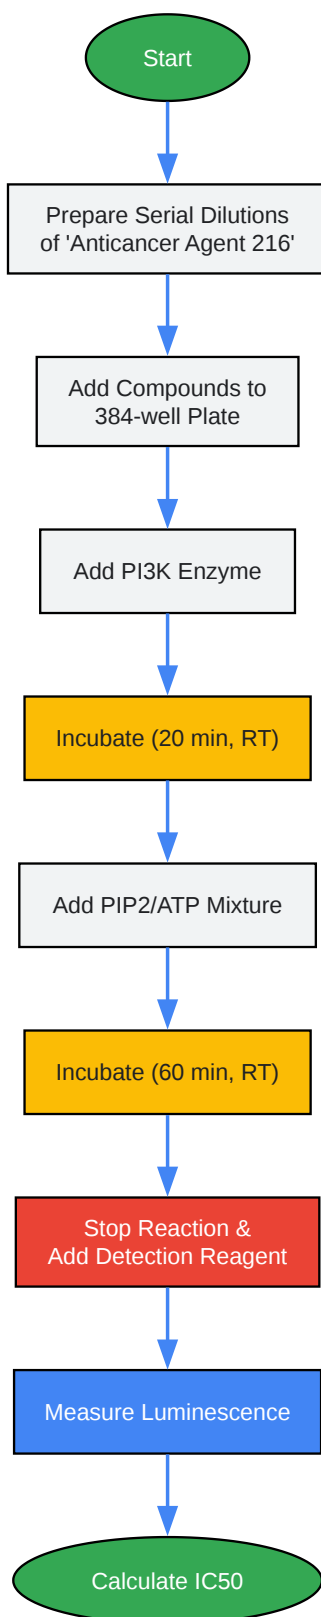 Start
Prepare Serial Dilutions
of 'Anticancer Agent 216'
Add Compounds to
384-well Plate
Add PI3K Enzyme
Incubate (20 min, RT)
Add PIP2/ATP Mixture
Incubate (60 min, RT)
Stop Reaction &
Add Detection Reagent
Measure Luminescence
Calculate IC50